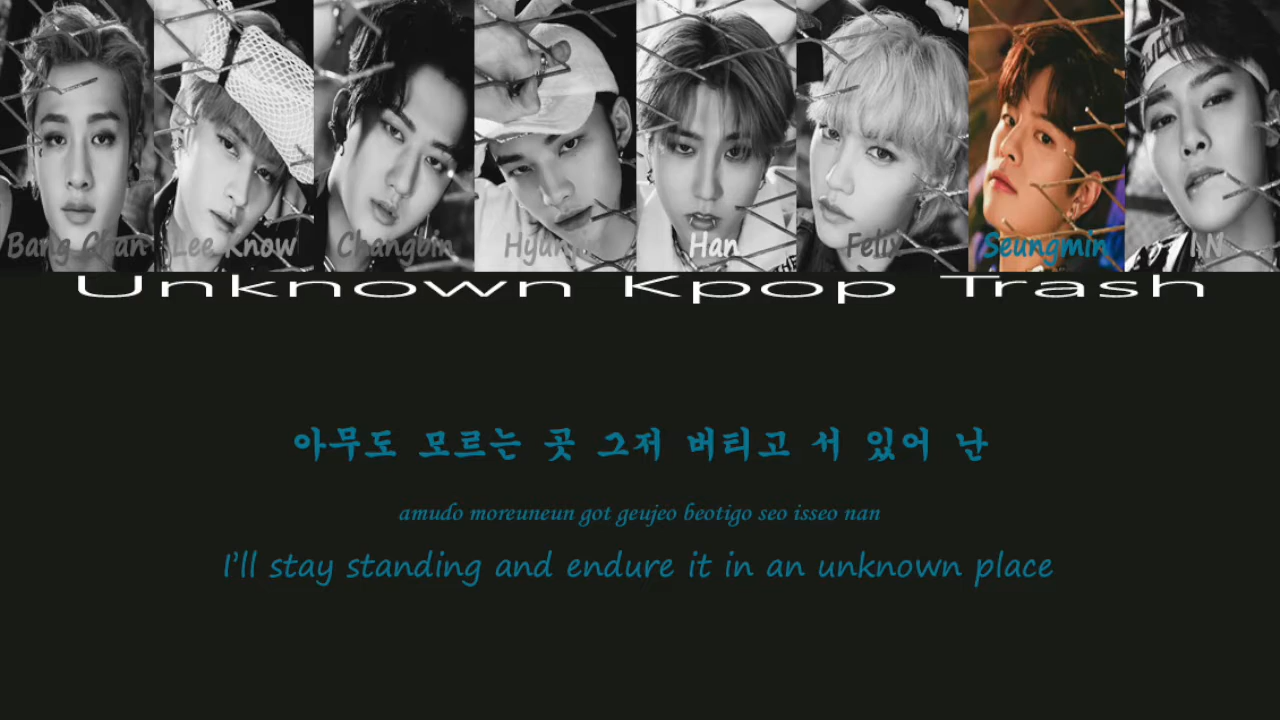 Bang Chan Lee Know Changbin Hyunjin Han Felix Seungmin I.N
Unknown Kpop Trash
아무도 모르는 곳 그저 버티고 서 있어 난
amudo moreuneun got geujeo beotigo seo isseo nan
I'll stay standing and endure it in an unknown place